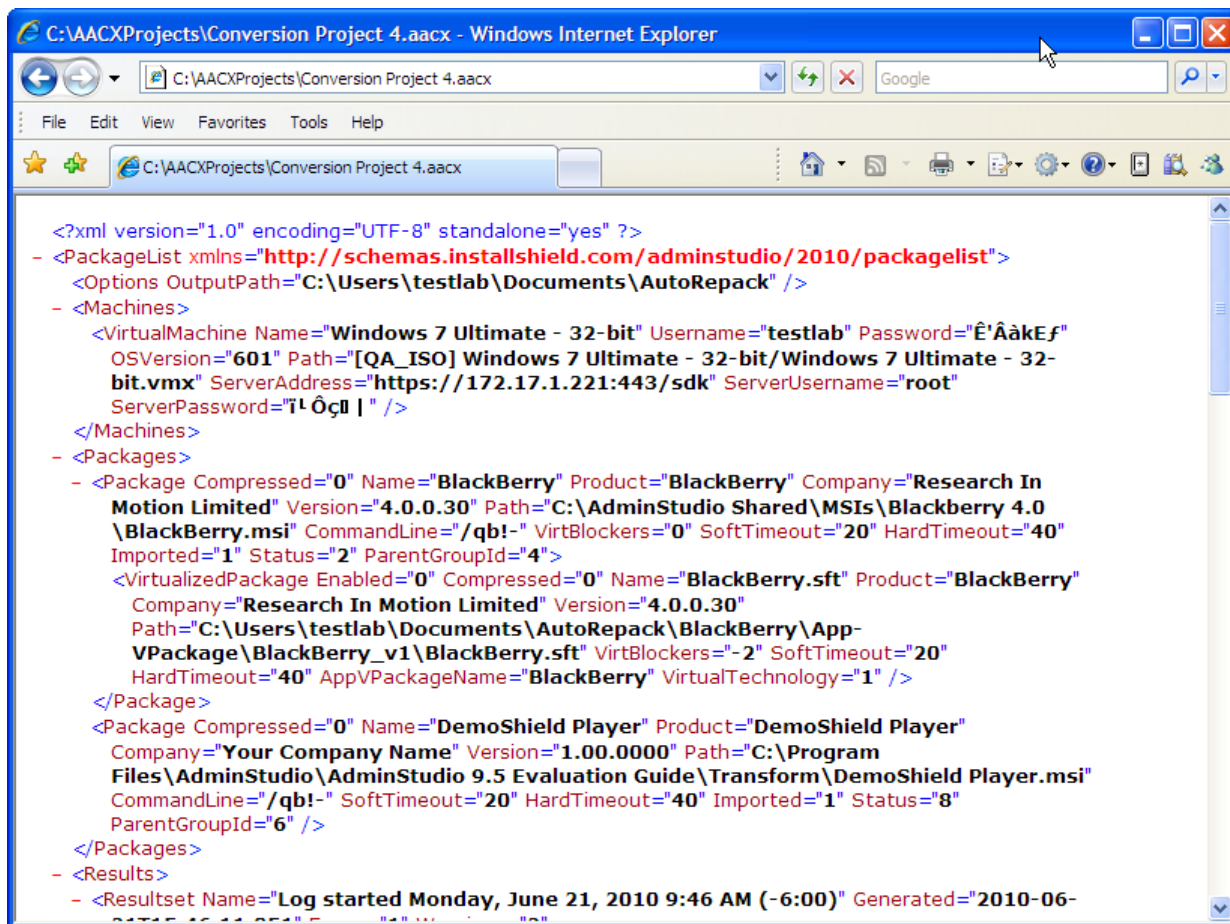 C:\AACXProjects\Conversion Project 4.aacx - Windows Internet Explorer
C:\AACXProjects\Conversion Project 4.aacx
Google
File Edit View Favorites Tools Help
C:\AACXProjects\Conversion Project 4.aacx
<?xml version="1.0" encoding="UTF-8" standalone="yes" ?>
- <PackageList xmlns="http://schemas.installshield.com/adminstudio/2010/packagelist">
<Options OutputPath="C:\Users\testlab\Documents\AutoRepack" />
- <Machines>
<VirtualMachine Name="Windows 7 Ultimate - 32-bit" Username="testlab" Password="Ê'ÂàkEƒ"
OSVersion="601" Path="[QA_ISO] Windows 7 Ultimate - 32-bit/Windows 7 Ultimate - 32-
bit.vmx" ServerAddress="https://172.17.1.221:443/sdk" ServerUsername="root"
ServerPassword=" />
</Machines>
- <Packages>
- <Package Compressed="0" Name="BlackBerry" Product="BlackBerry" Company="Research In
Motion Limited" Version="4.0.0.30" Path="C:\AdminStudio Shared\MSIs\Blackberry 4.0
\BlackBerry.msi" CommandLine="/qb!-" VirtBlockers="0" SoftTimeout="20" HardTimeout="40"
Imported="1" Status="2" ParentGroupId="4">
<VirtualizedPackage Enabled="0" Compressed="0" Name="BlackBerry.sft" Product="BlackBerry"
Company="Research In Motion Limited" Version="4.0.0.30"
Path="C:\Users\testlab\Documents\AutoRepack\BlackBerry\App-
VPackage\BlackBerry_v1\BlackBerry.sft" VirtBlockers="-2" SoftTimeout="20"
HardTimeout="40" AppVPackageName="BlackBerry" VirtualTechnology="1" />
</Package>
<Package Compressed="0" Name="DemoShield Player" Product="DemoShield Player"
Company="Your Company Name" Version="1.00.0000" Path="C:\Program
Files\AdminStudio\AdminStudio 9.5 Evaluation Guide\Transform\DemoShield Player.msi"
CommandLine="/qb!-" SoftTimeout="20" HardTimeout="40" Imported="1" Status="8"
ParentGroupId="6" />
</Packages>
- <Results>
- <Resultset Name="Log started Monday, June 21, 2010 9:46 AM (-6:00)" Generated="2010-06-